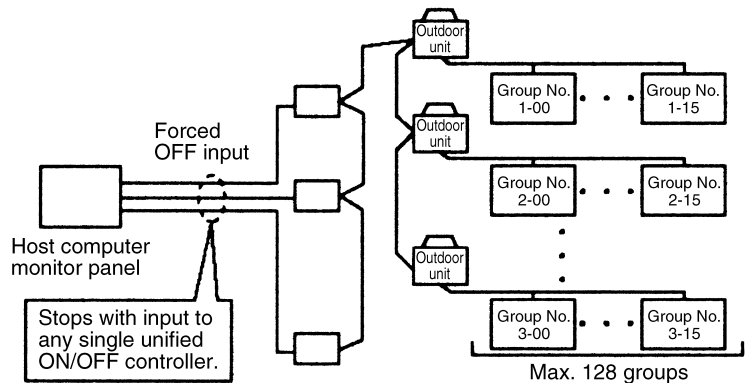 Outdoor
unit
Group No.
1-00
Group No.
1-15
Forced
OFF input
Outdoor
unit
Group No.
2-00
Group No.
2-15
Host computer
monitor panel
Outdoor
unit
Stops with input to
any single unified
ON/OFF controller.
Group No.
3-00
Group No.
3-15
Max. 128 groups